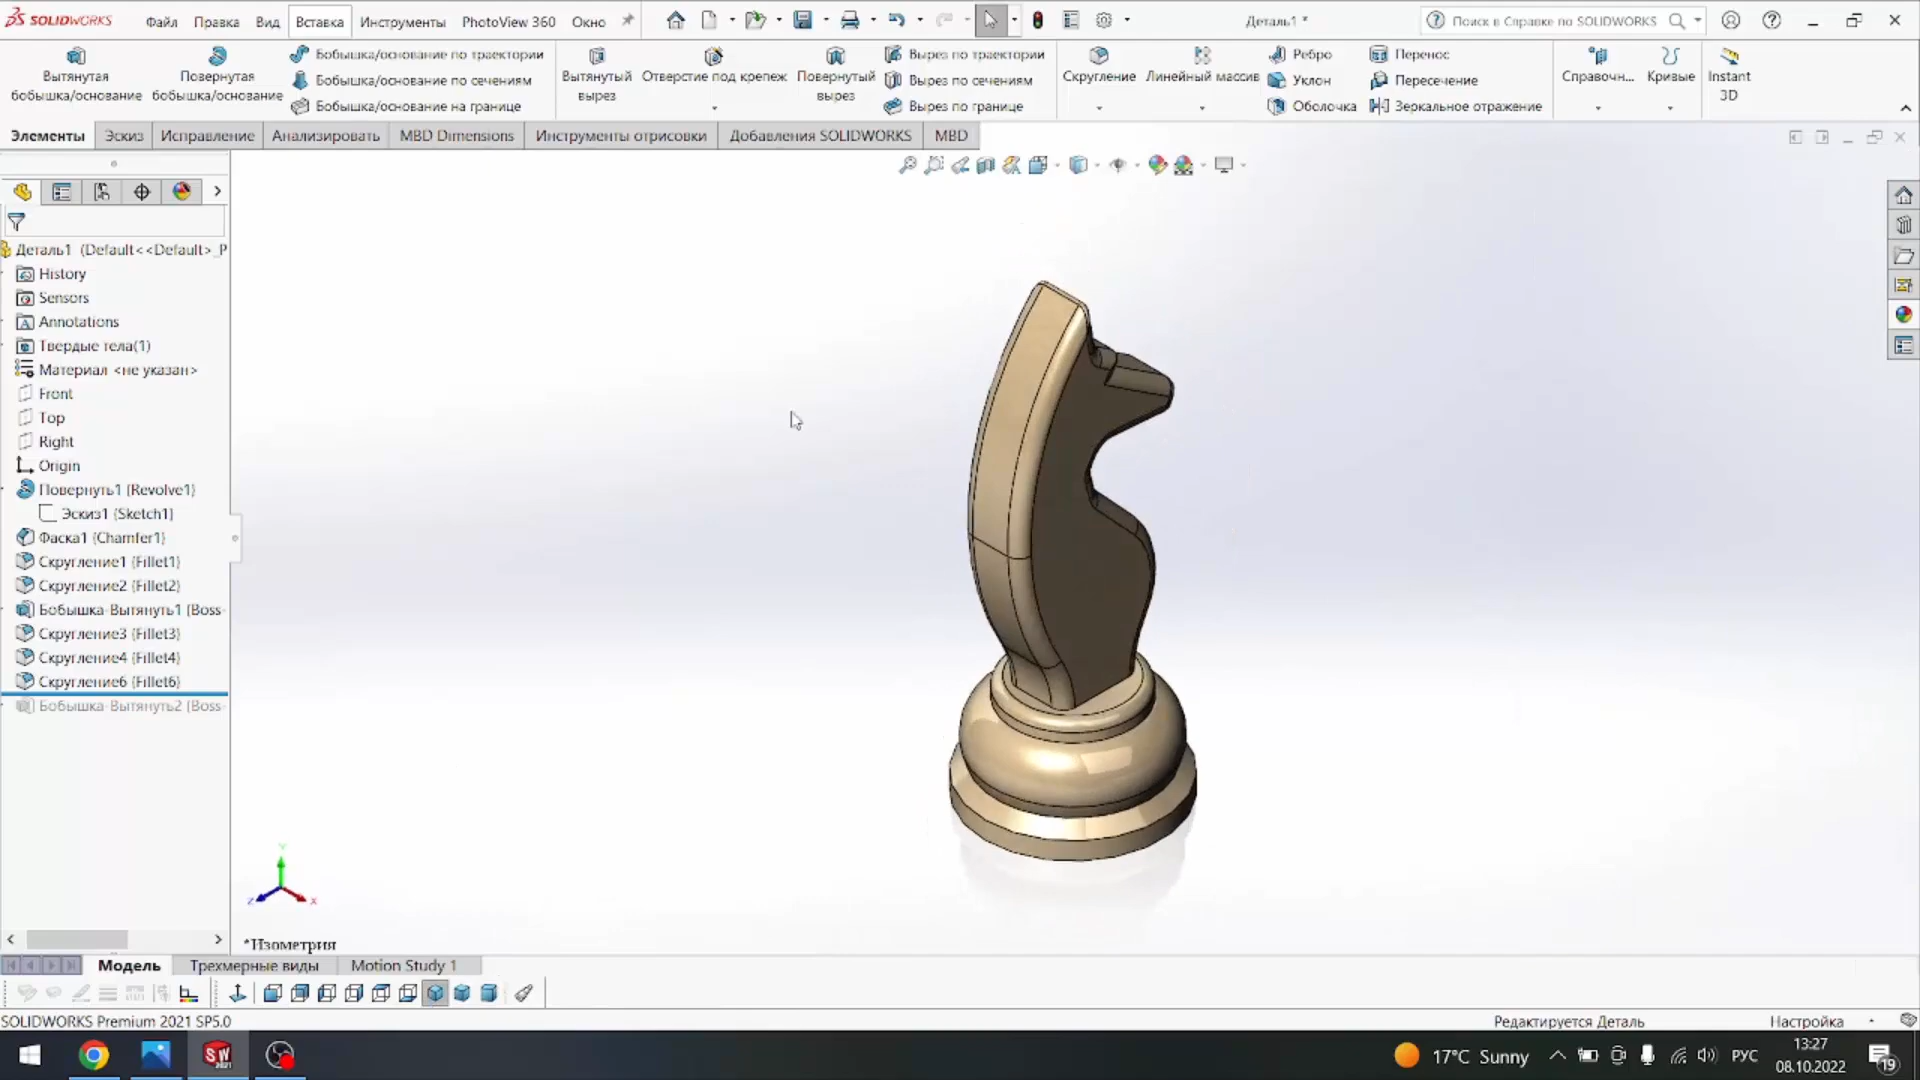 SOLIDWORKS
Файл Правка Вид Вставка Инструменты PhotoView 360 Окно
Деталь1 *
Поиск в Справке по SOLIDWORKS
Вытянутая бобышка/основание
Повернутая бобышка/основание
Бобышка/основание по траектории
Бобышка/основание по сечениям
Бобышка/основание на границе
Вытянутый вырез
Отверстие под крепеж
Повернутый вырез
Вырез по траектории
Вырез по сечениям
Вырез по границе
Скругление
Линейный массив
Ребро
Уклон
Оболочка
Перенос
Пересечение
Зеркальное отражение
Справочн...
Кривые
Instant 3D
Элементы Эскиз Исправление Анализировать MBD Dimensions Инструменты отрисовки Добавления SOLIDWORKS MBD
Деталь1 (Default<<Default>_P
History
Sensors
Annotations
Твердые тела(1)
Материал <не указан>
Front
Top
Right
Origin
Повернуть1 (Revolve1)
Эскиз1 (Sketch1)
Фаска1 (Chamfer1)
Скругление1 (Fillet1)
Скругление2 (Fillet2)
Бобышка-Вытянуть1 (Boss-
Скругление3 (Fillet3)
Скругление4 (Fillet4)
Скругление6 (Fillet6)
Бобышка-Вытянуть2 (Boss-
Y
Z
X
*Изометрия
Модель Трехмерные виды Motion Study 1
SOLIDWORKS Premium 2021 SP5.0
Редактируется Деталь
Настройка
SW
2021
17°C Sunny
РУС
13:27
08.10.2022
19